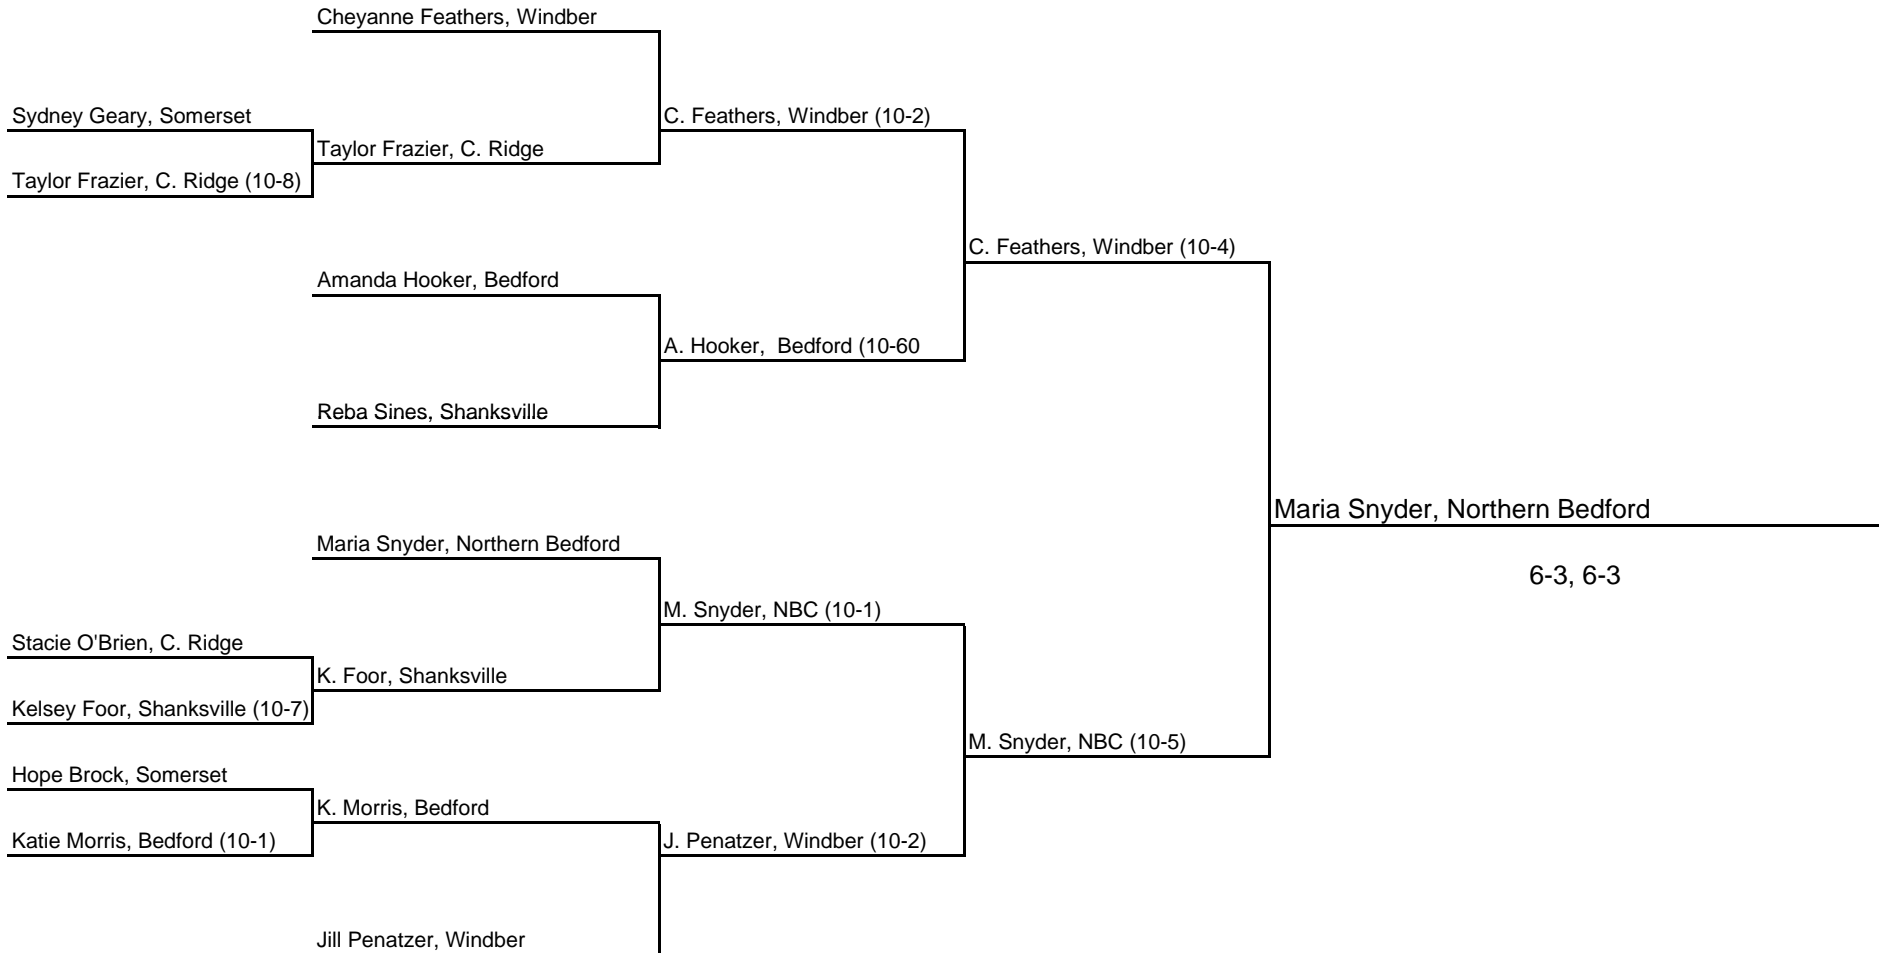 Cheyanne Feathers, Windber
Sydney Geary, Somerset
C. Feathers, Windber (10-2)
Taylor Frazier, C. Ridge
Taylor Frazier, C. Ridge (10-8)
C. Feathers, Windber (10-4)
Amanda Hooker, Bedford
A. Hooker,  Bedford (10-60
Reba Sines, Shanksville
Maria Snyder, Northern Bedford
Maria Snyder, Northern Bedford
6-3, 6-3
M. Snyder, NBC (10-1)
Stacie O'Brien, C. Ridge
K. Foor, Shanksville
Kelsey Foor, Shanksville (10-7)
M. Snyder, NBC (10-5)
Hope Brock, Somerset
K. Morris, Bedford
Katie Morris, Bedford (10-1)
J. Penatzer, Windber (10-2)
Jill Penatzer, Windber